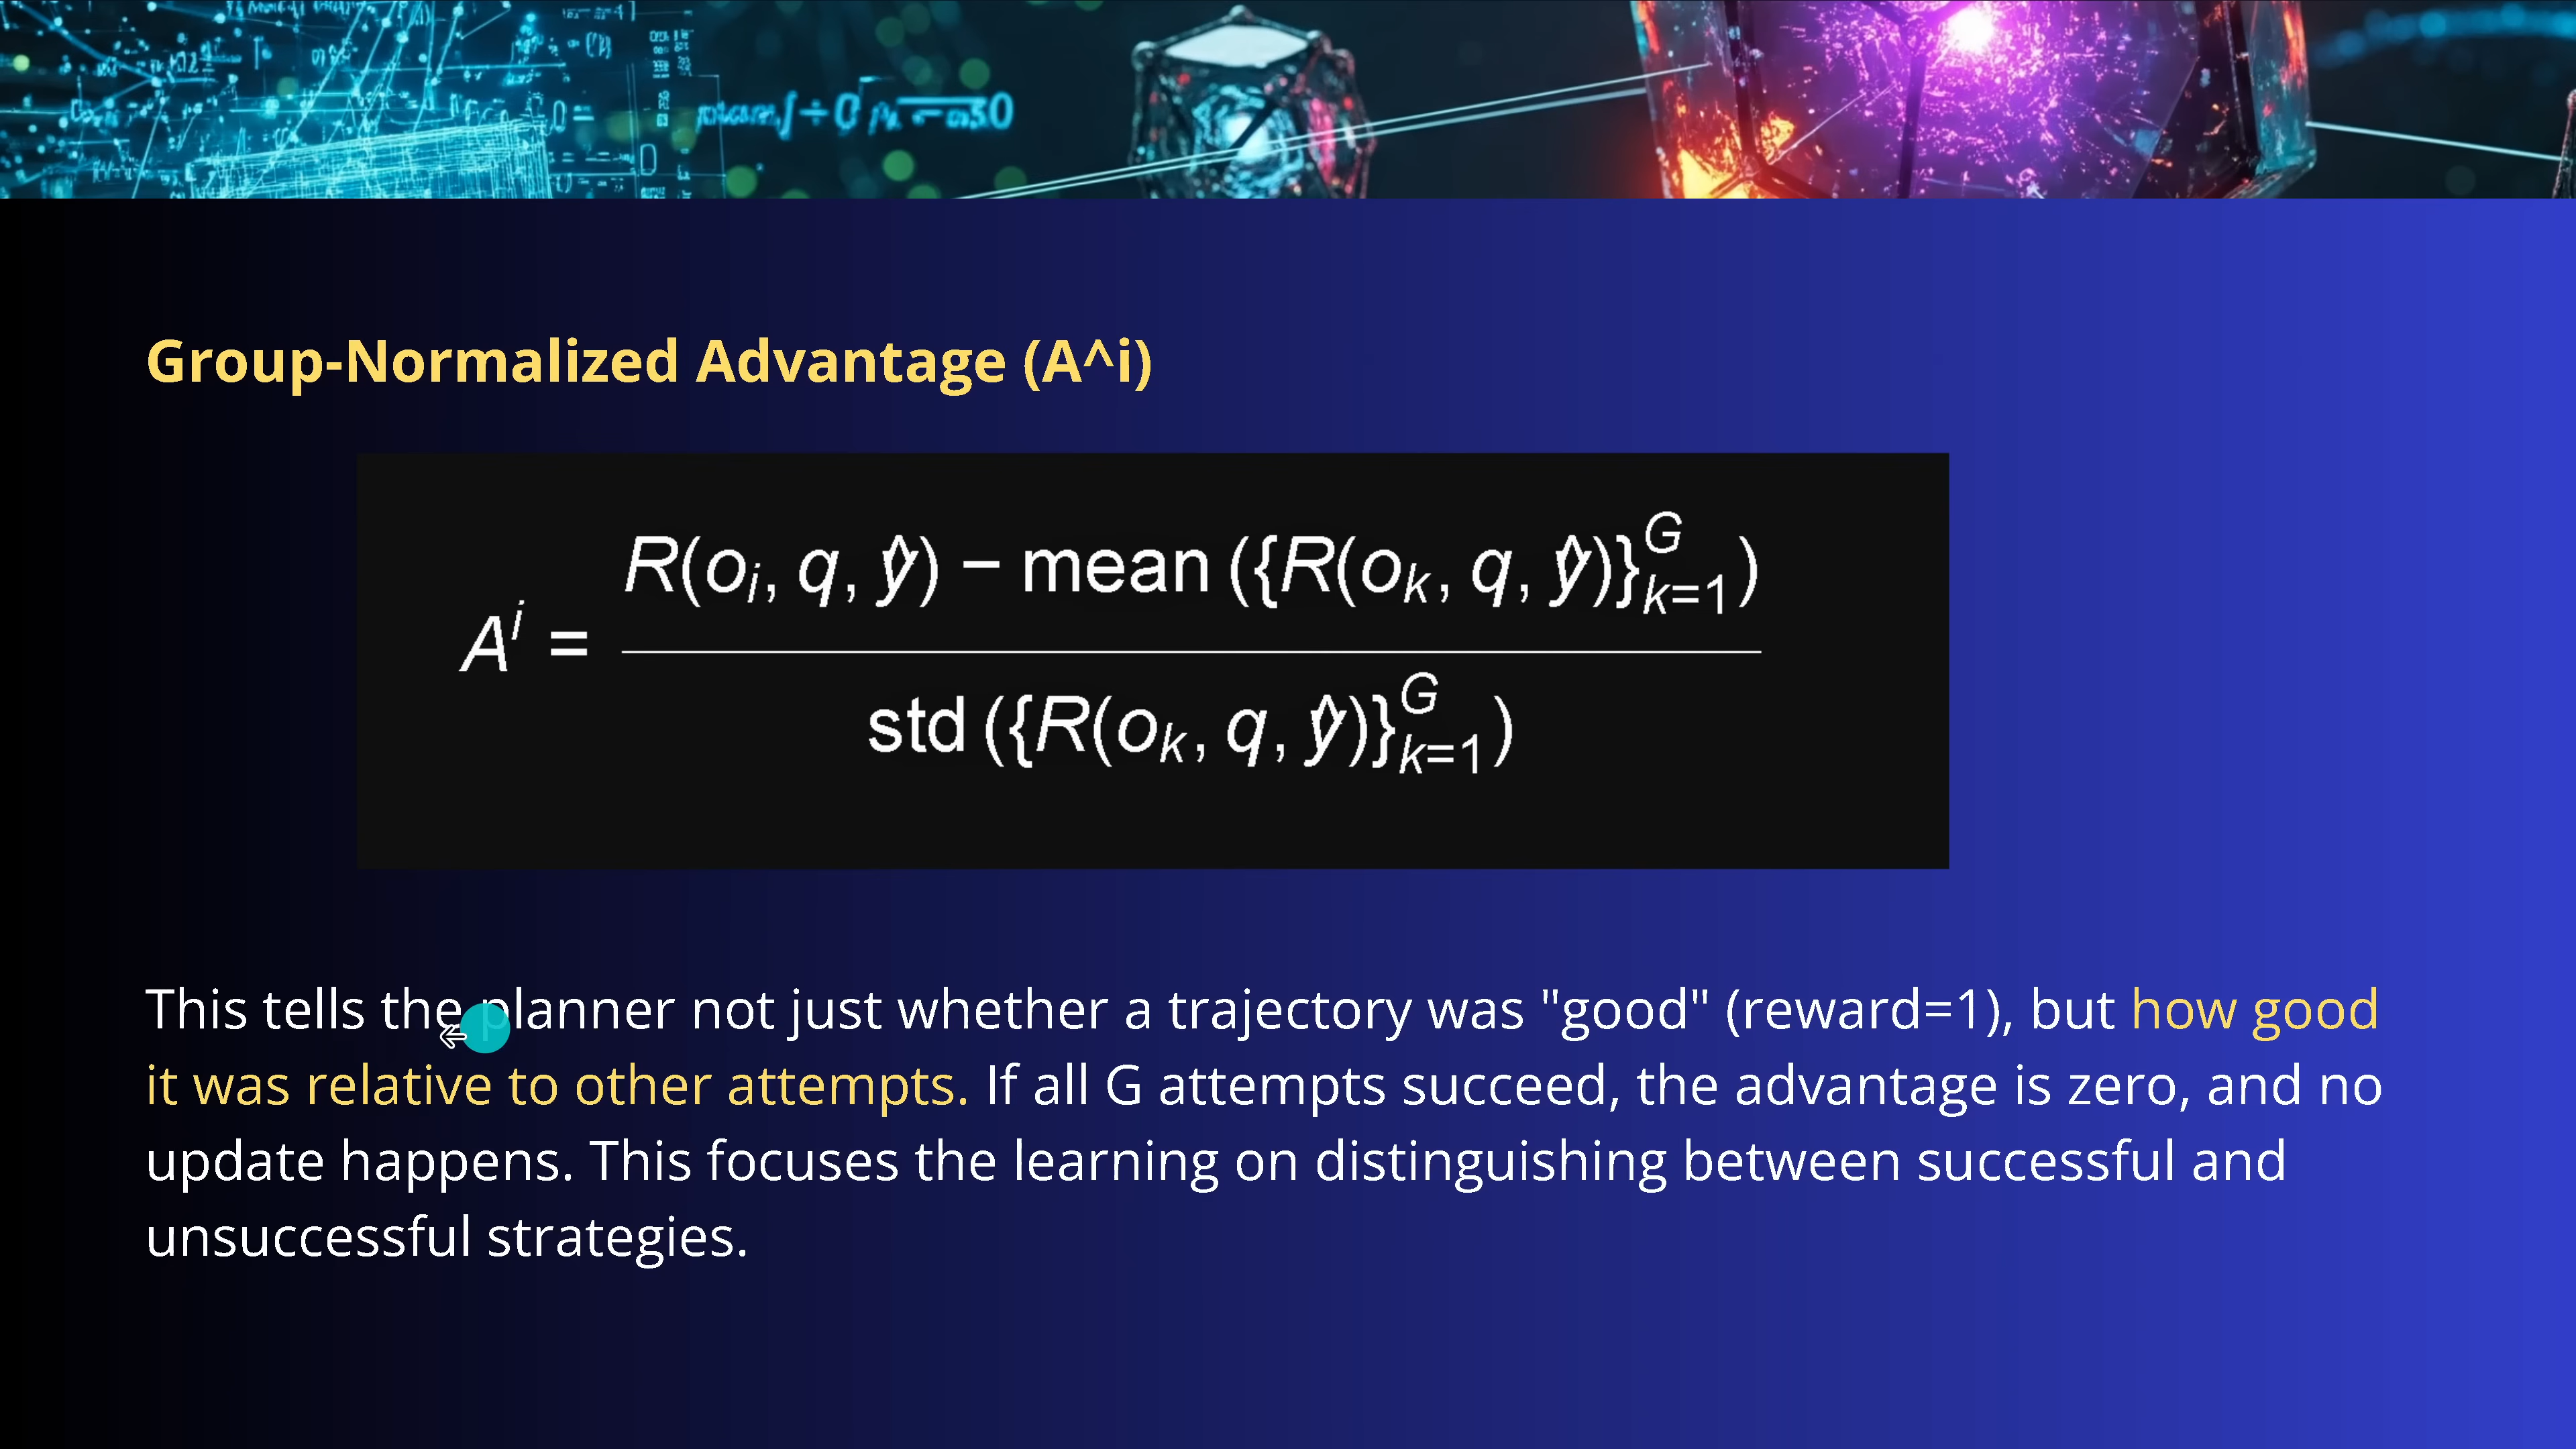 Group-Normalized Advantage (A^i)
A^i = R(o_i, q, ŷ) − mean ({R(o_k, q, ŷ)}_{k=1}^G)
std ({R(o_k, q, ŷ)}_{k=1}^G)
This tells the planner not just whether a trajectory was "good" (reward=1), but how good
it was relative to other attempts. If all G attempts succeed, the advantage is zero, and no
update happens. This focuses the learning on distinguishing between successful and
unsuccessful strategies.